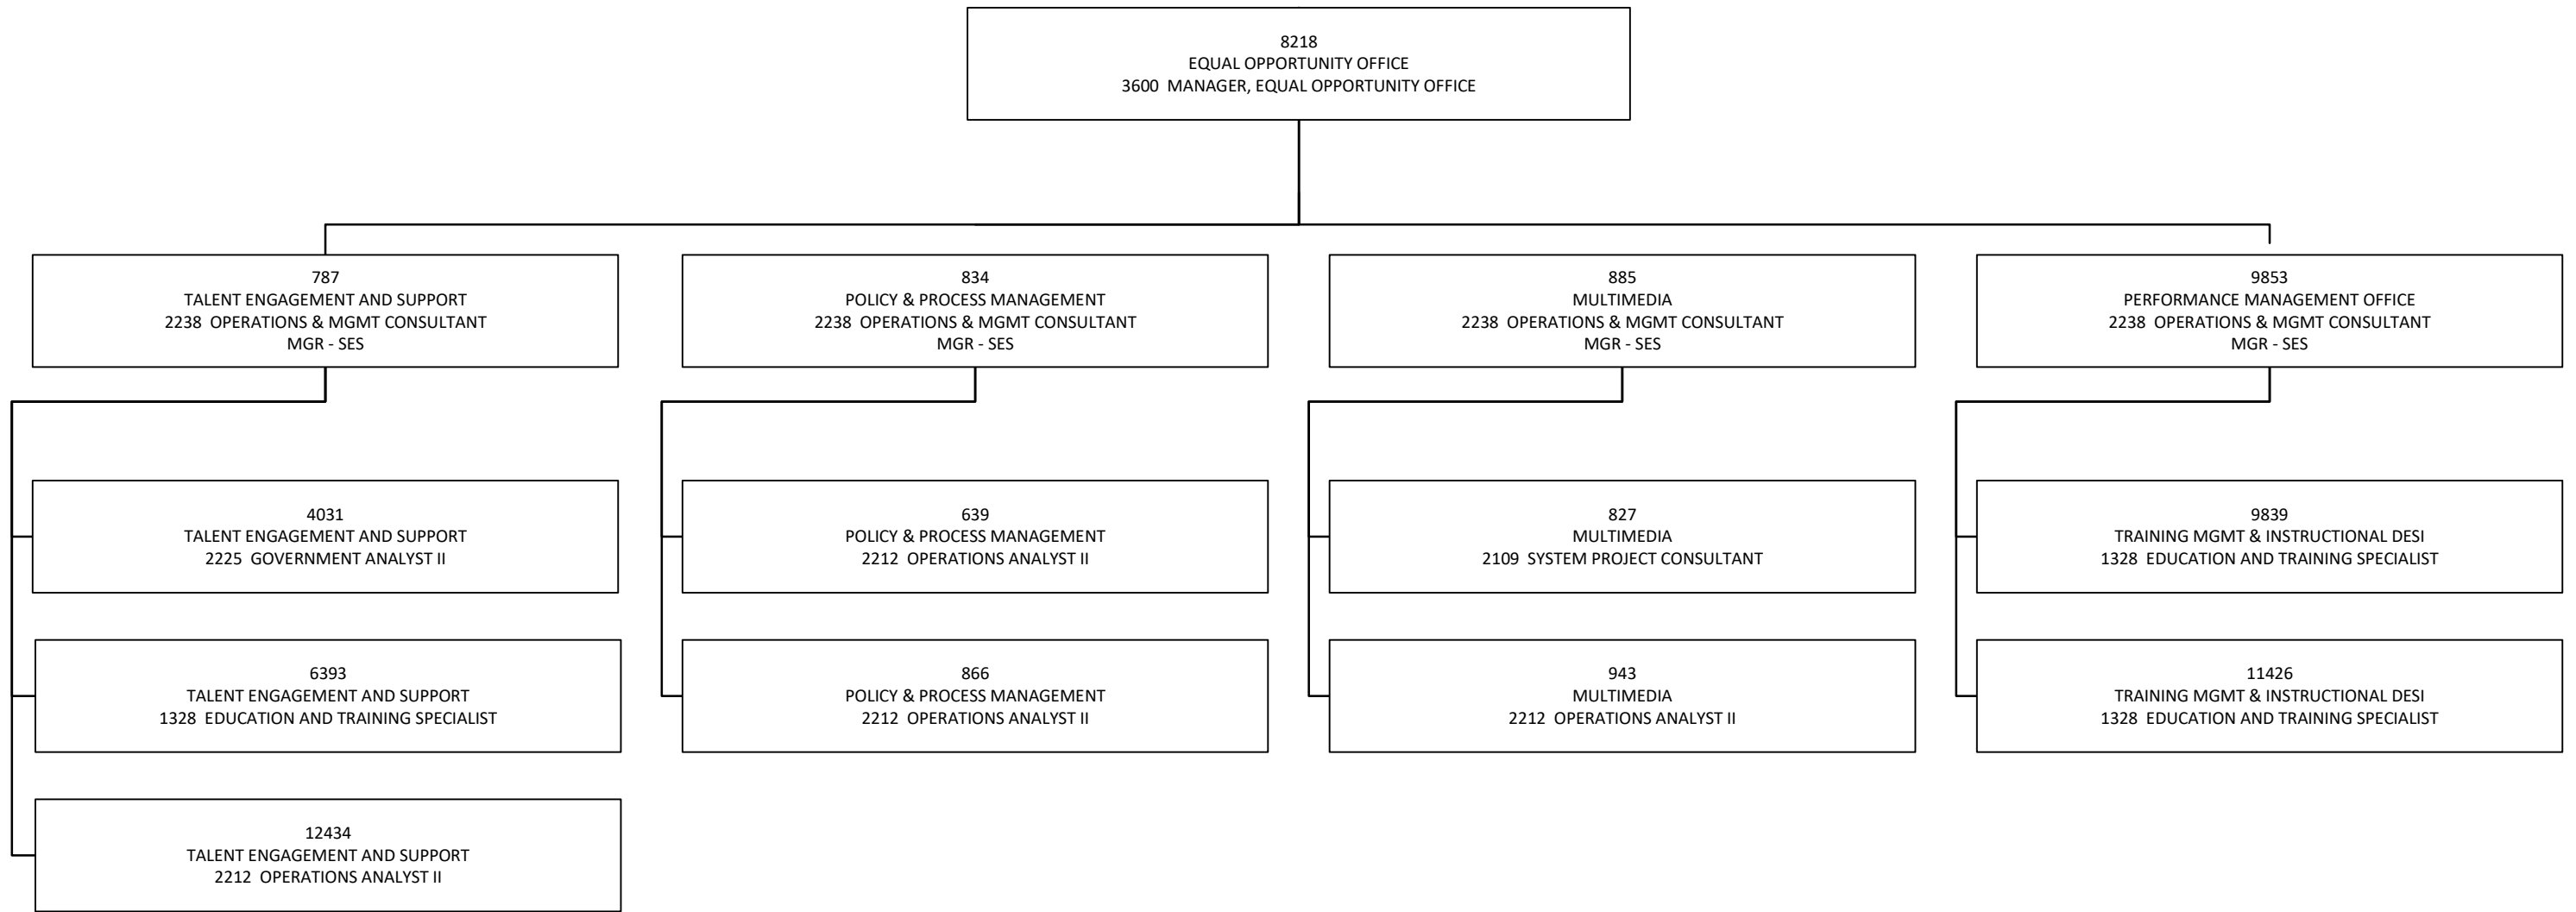 8218
EQUAL OPPORTUNITY OFFICE
3600 MANAGER, EQUAL OPPORTUNITY OFFICE
787
TALENT ENGAGEMENT AND SUPPORT
2238 OPERATIONS & MGMT CONSULTANT
MGR - SES
834
POLICY & PROCESS MANAGEMENT
2238 OPERATIONS & MGMT CONSULTANT
MGR - SES
885
MULTIMEDIA
2238 OPERATIONS & MGMT CONSULTANT
MGR - SES
9853
PERFORMANCE MANAGEMENT OFFICE
2238 OPERATIONS & MGMT CONSULTANT
MGR - SES
4031
TALENT ENGAGEMENT AND SUPPORT
2225 GOVERNMENT ANALYST II
639
POLICY & PROCESS MANAGEMENT
2212 OPERATIONS ANALYST II
827
MULTIMEDIA
2109 SYSTEM PROJECT CONSULTANT
9839
TRAINING MGMT & INSTRUCTIONAL DESI
1328 EDUCATION AND TRAINING SPECIALIST
6393
TALENT ENGAGEMENT AND SUPPORT
1328 EDUCATION AND TRAINING SPECIALIST
866
POLICY & PROCESS MANAGEMENT
2212 OPERATIONS ANALYST II
943
MULTIMEDIA
2212 OPERATIONS ANALYST II
11426
TRAINING MGMT & INSTRUCTIONAL DESI
1328 EDUCATION AND TRAINING SPECIALIST
12434
TALENT ENGAGEMENT AND SUPPORT
2212 OPERATIONS ANALYST II